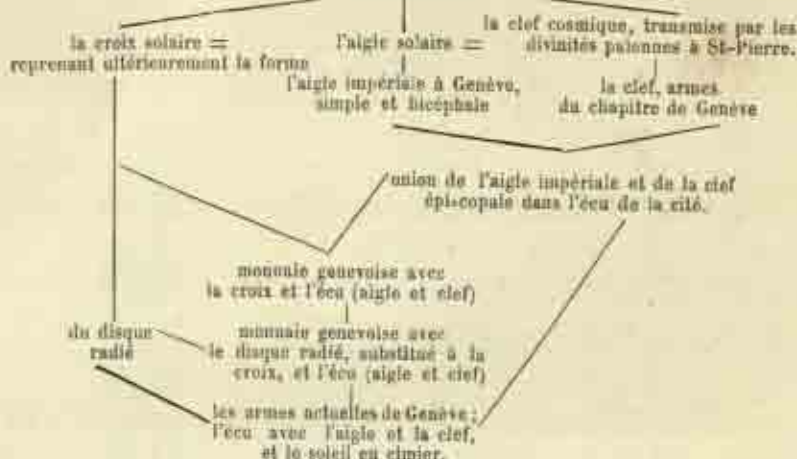 la croix solaire =
reprenant ultérieurement la forme
l'aigle solaire =
l'aigle impériale à Genève,
simple et bicéphale
la clef cosmique, transmise par les
divinités païennes à St-Pierre.
la clef, armes
du chapitre de Genève
union de l'aigle impériale et de la clef
épiscopale dans l'écu de la cité.
monnaie genevoise avec
la croix et l'écu (aigle et clef)
du disque
radié
monnaie genevoise avec
le disque radié, substitué à la
croix, et l'écu (aigle et clef)
les armes actuelles de Genève;
l'écu avec l'aigle et la clef,
et le soleil en cimier.